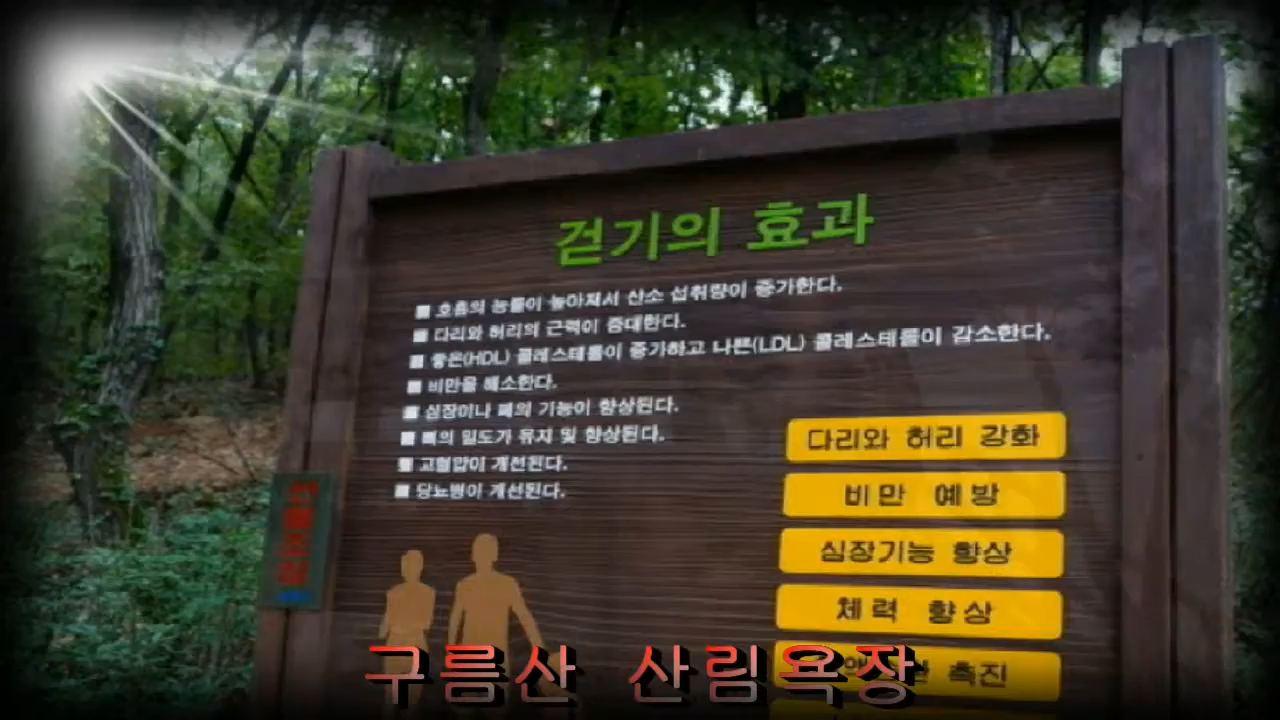 걷기의 효과
■ 호흡의 능률이 높아져서 산소 섭취량이 증가한다.
■ 다리와 허리의 근력이 증대한다.
■ 좋은(HDL) 콜레스테롤이 증가하고 나쁜(LDL) 콜레스테롤이 감소한다.
■ 비만을 해소한다.
■ 심장이나 폐의 기능이 향상된다.
■ 뼈의 밀도가 유지 및 향상된다.
■ 고혈압이 개선된다.
■ 당뇨병이 개선된다.
다리와 허리 강화
비만 예방
심장기능 향상
체력 향상
촉진
산불조심
구름산 산림욕장